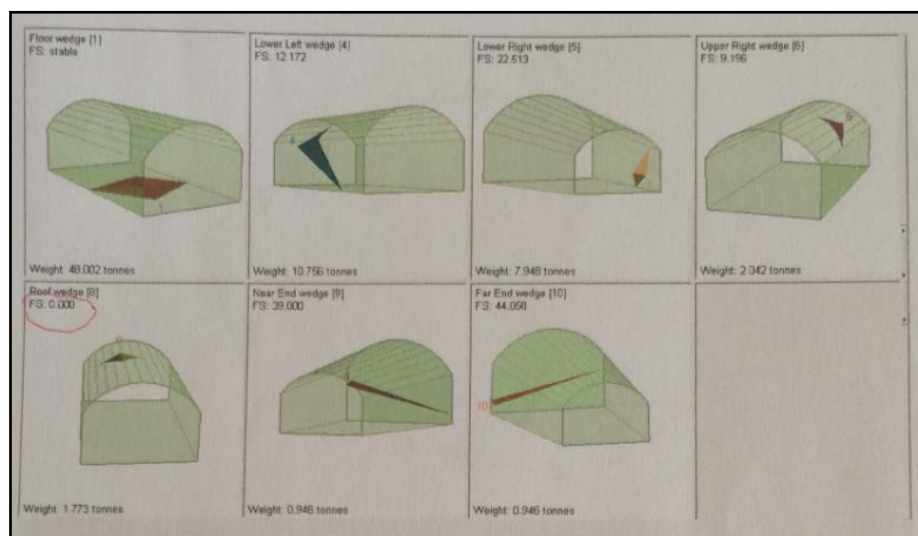 Floor wedge [1]
FS: stable
Weight: 48.002 tonnes
Lower Left wedge [4]
FS: 12.172
4
Weight: 10.756 tonnes
Lower Right wedge [5]
FS: 22.513
Weight: 7.948 tonnes
Upper Right wedge [6]
FS: 9.196
6
Weight: 2.042 tonnes
Roof wedge [8]
FS: 0.000
Weight: 1.773 tonnes
Near End wedge [9]
FS: 39.000
Weight: 0.946 tonnes
Far End wedge [10]
FS: 44.058
10
Weight: 0.946 tonnes